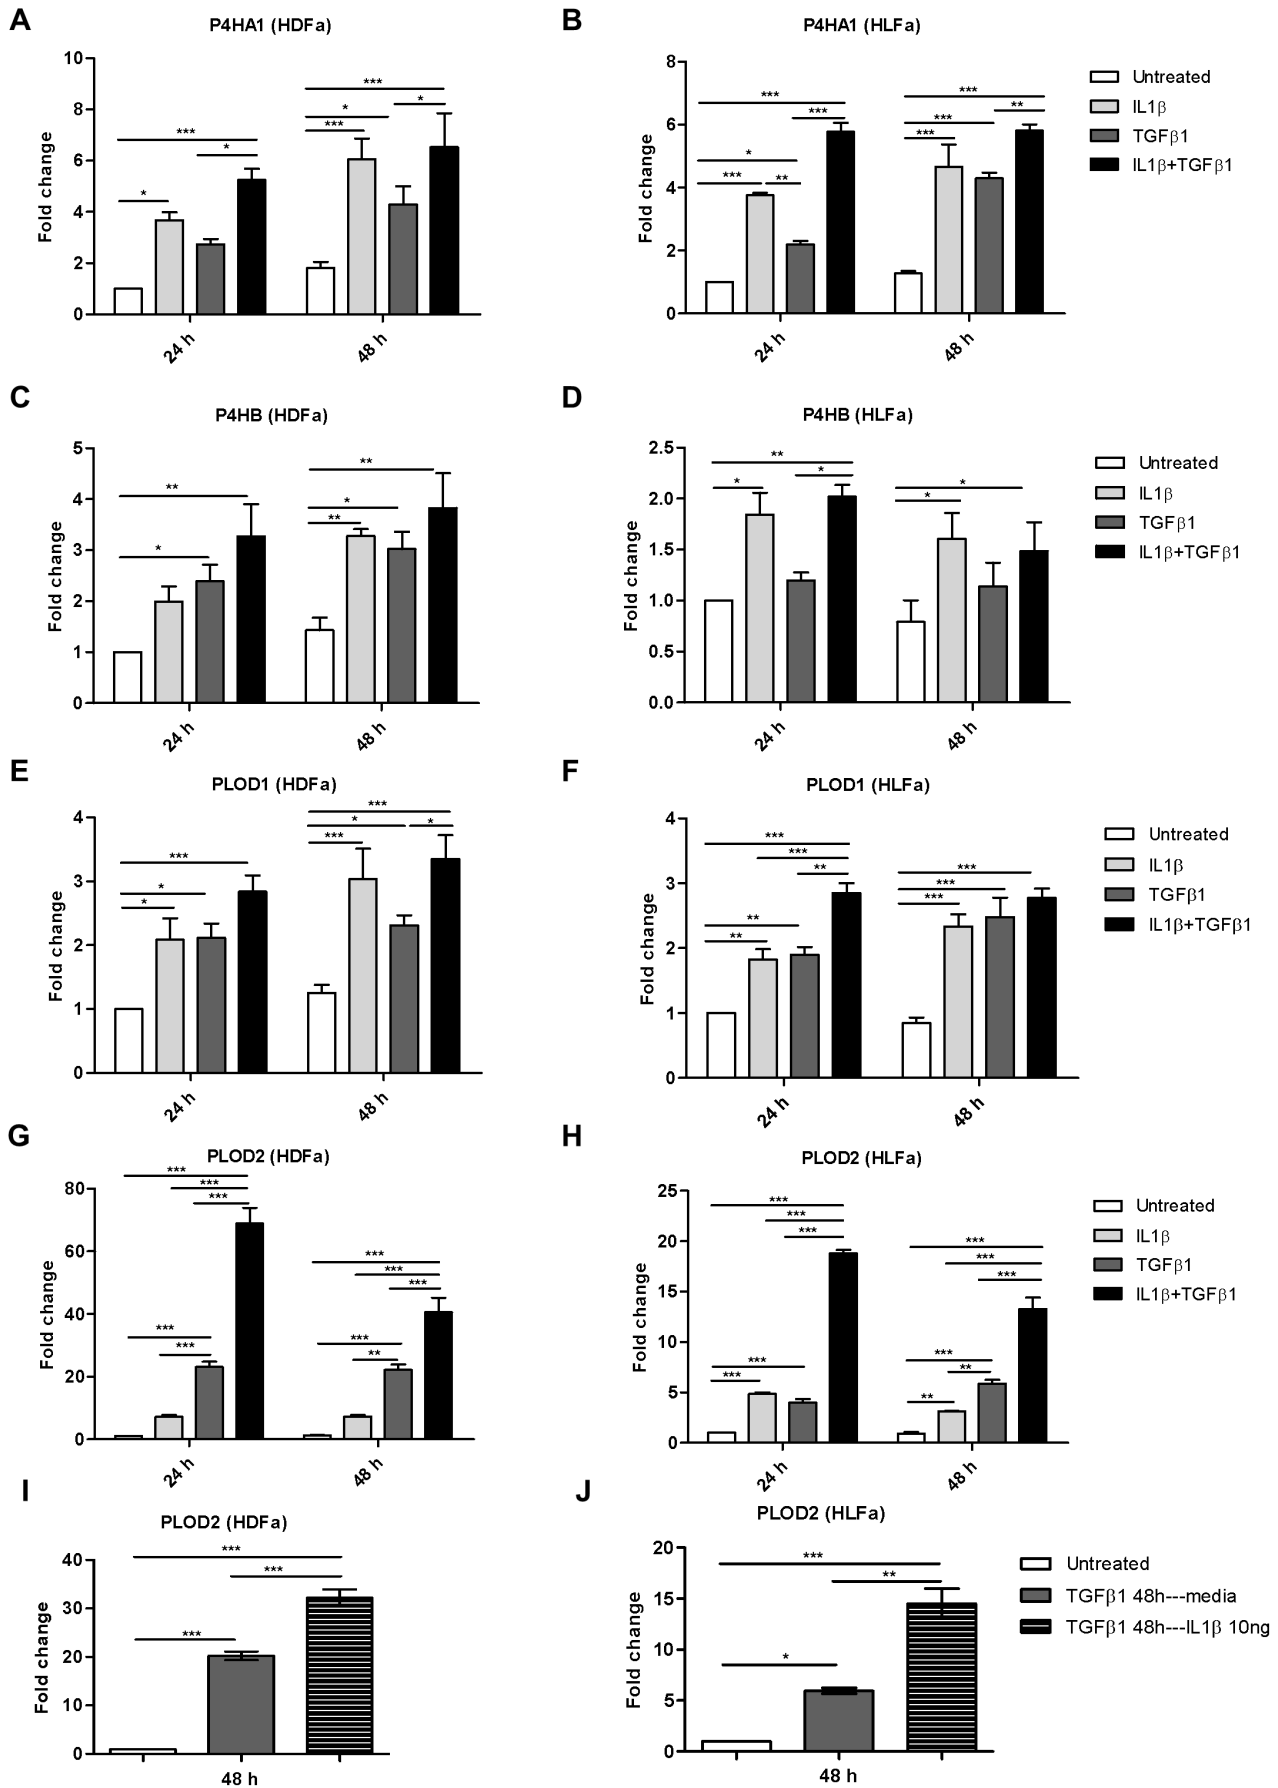 A
P4HA1 (HDFa)
Fold change
10
8
6
4
2
0
***
*
*
***
*
***
*
24 h
48 h
B
P4HA1 (HLFa)
Fold change
8
6
4
2
0
***
***
*
*** **
***
**
***
***
24 h
48 h
Untreated
IL1β
TGFβ1
IL1β+TGFβ1
C
P4HB (HDFa)
Fold change
5
4
3
2
1
0
**
*
**
*
**
24 h
48 h
D
P4HB (HLFa)
Fold change
2.5
2.0
1.5
1.0
0.5
0.0
**
*
*
*
*
24 h
48 h
Untreated
IL1β
TGFβ1
IL1β+TGFβ1
E
PLOD1 (HDFa)
Fold change
4
3
2
1
0
***
*
*
***
* *
***
24 h
48 h
F
PLOD1 (HLFa)
Fold change
4
3
2
1
0
***
***
**
**
**
***
***
***
24 h
48 h
Untreated
IL1β
TGFβ1
IL1β+TGFβ1
G
PLOD2 (HDFa)
Fold change
80
60
40
20
0
***
***
***
***
***
***
***
***
***
**
24 h
48 h
H
PLOD2 (HLFa)
Fold change
25
20
15
10
5
0
***
***
***
***
***
***
***
***
***
**
**
24 h
48 h
Untreated
IL1β
TGFβ1
IL1β+TGFβ1
I
PLOD2 (HDFa)
Fold change
40
30
20
10
0
***
***
***
48 h
J
PLOD2 (HLFa)
Fold change
20
15
10
5
0
***
**
*
48 h
Untreated
TGFβ1 48h---media
TGFβ1 48h---IL1β 10ng